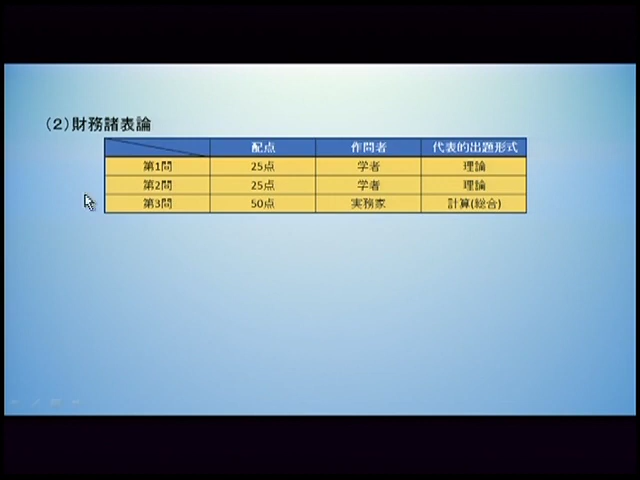 （2）財務諸表論
配点 作問者 代表的出題形式
第1問 25点 学者 理論
第2問 25点 学者 理論
第3問 50点 実務家 計算(総合)